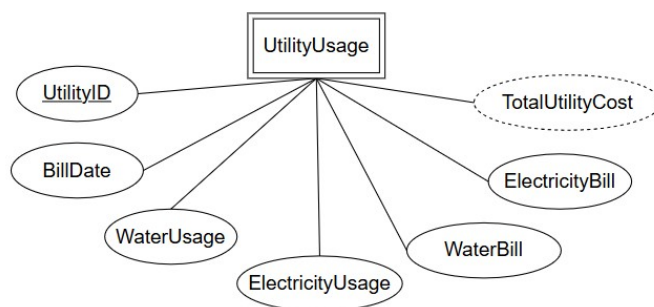 UtilityUsage
UtilityID
TotalUtilityCost
BillDate
ElectricityBill
WaterUsage
WaterBill
ElectricityUsage